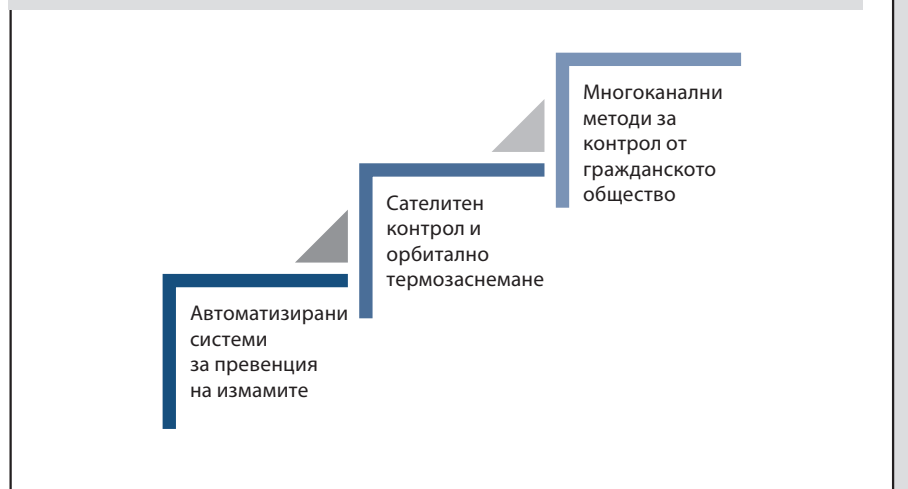 Многоканални
методи за
контрол от
гражданското
общество
Сателитен
контрол и
орбитално
термозаснемане
Автоматизирани
системи
за превенция
на измамите